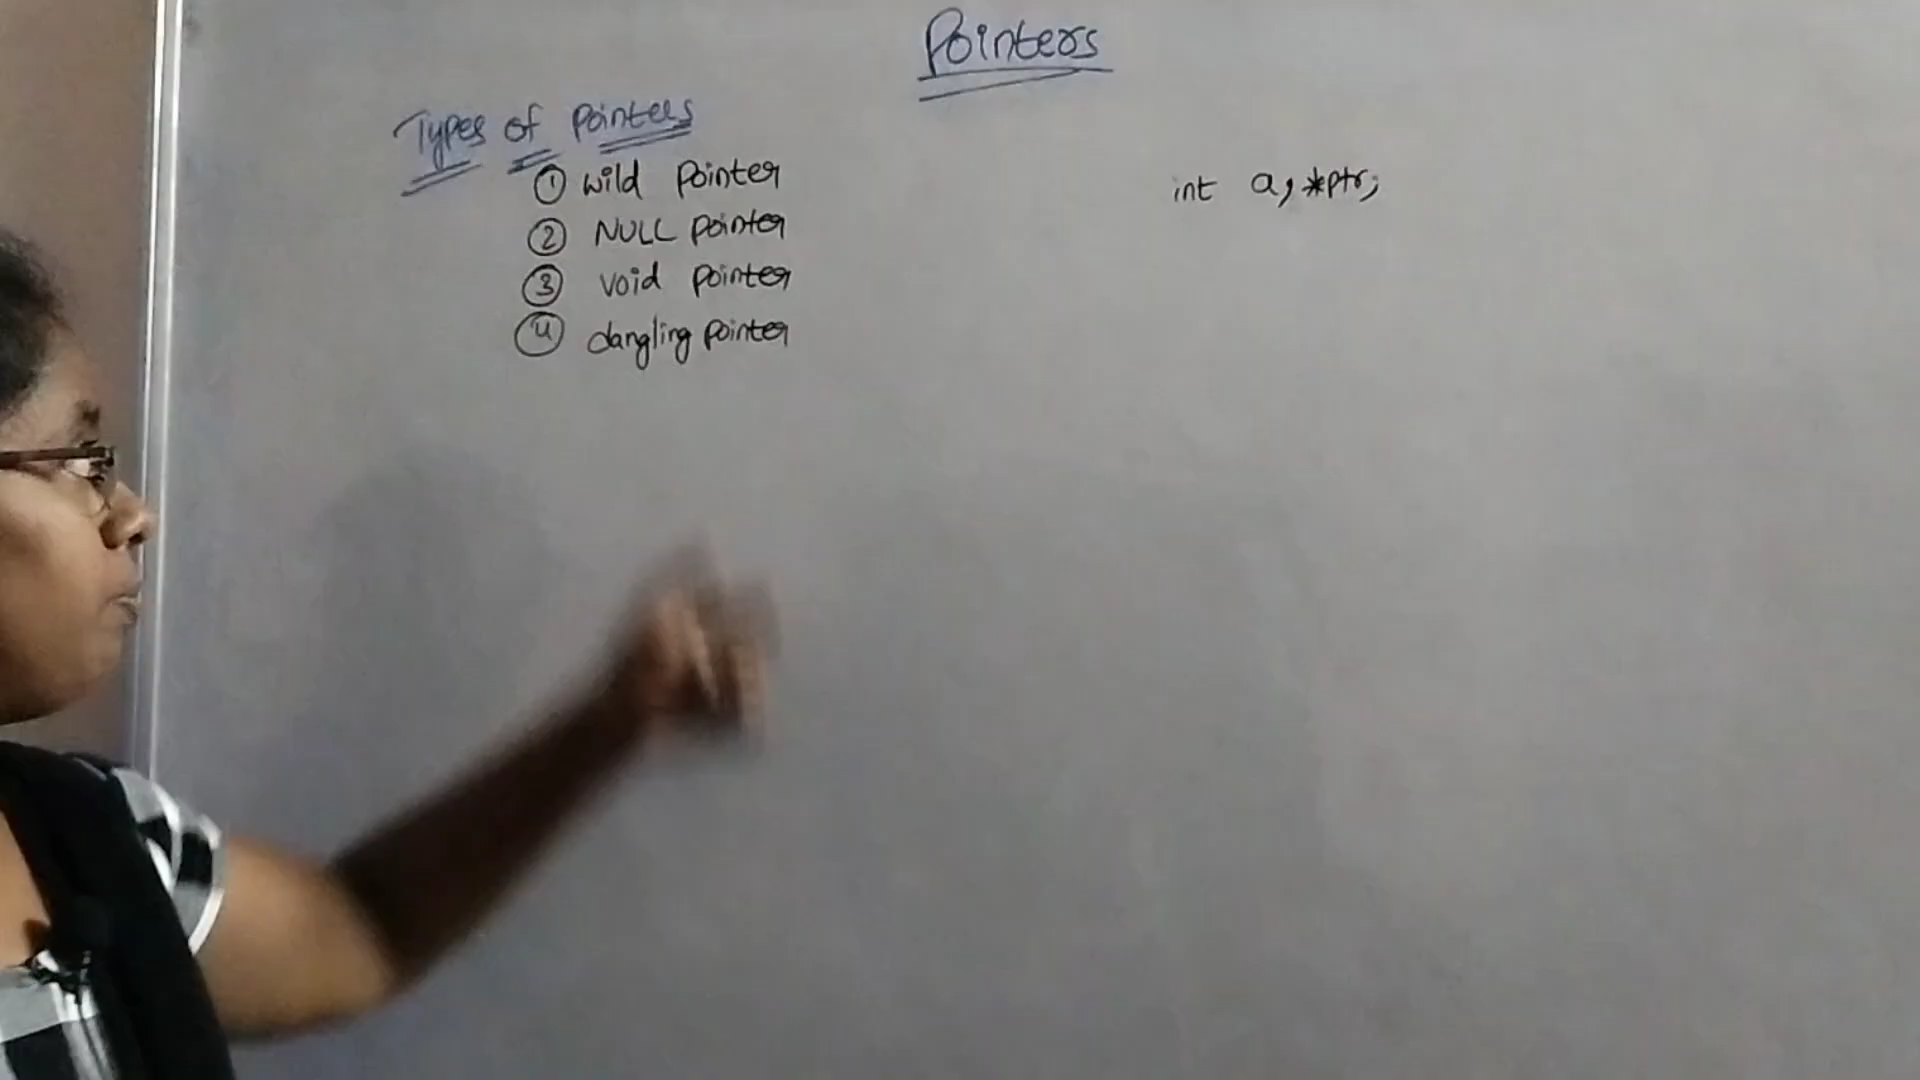 Pointers
Types of pointers
① wild pointer
② NULL pointer
③ void pointer
④ dangling pointer
int a, *ptr;